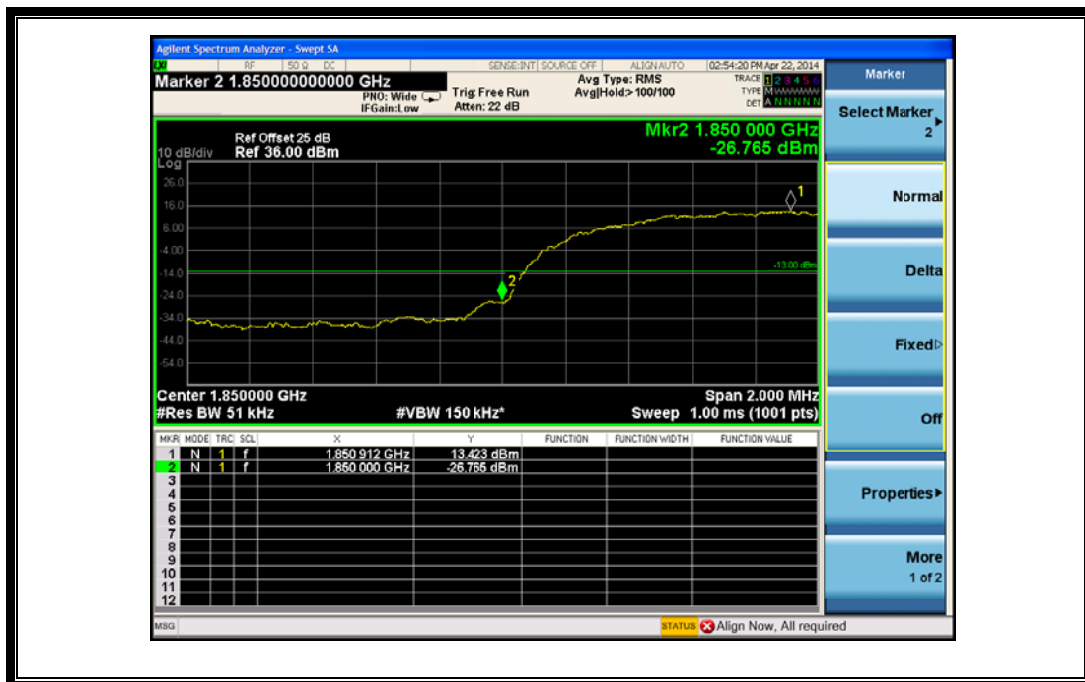 Agilent Spectrum Analyzer - Swept SA
LXI RF 50 Ω DC SENSE:INT SOURCE OFF ALIGN AUTO 02:54:20 PM Apr 22, 2014
Marker 2 1.850000000000 GHz
PNO: Wide
IFGain:Low
Trig: Free Run
Atten: 22 dB
Avg Type: RMS
Avg|Hold:> 100/100
TRACE 1 2 3 4 5 6
TYPE M WWWWW
DET A N N N N N
Ref Offset 25 dB
Ref 36.00 dBm
10 dB/div
Log
Mkr2 1.850 000 GHz
-26.765 dBm
26.0
16.0
6.00
-4.00
-14.0
-24.0
-34.0
-44.0
-54.0
1
2
-13.00 dBm
Center 1.850000 GHz Span 2.000 MHz
#Res BW 51 kHz #VBW 150 kHz* Sweep 1.00 ms (1001 pts)
MKR MODE TRC SCL X Y FUNCTION FUNCTION WIDTH FUNCTION VALUE
1 N 1 f 1.850 912 GHz 13.423 dBm
2 N 1 f 1.850 000 GHz -26.765 dBm
3
4
5
6
7
8
9
10
11
12
MSG STATUS Align Now, All required
Marker
Select Marker
2
Normal
Delta
Fixed
Off
Properties
More
1 of 2